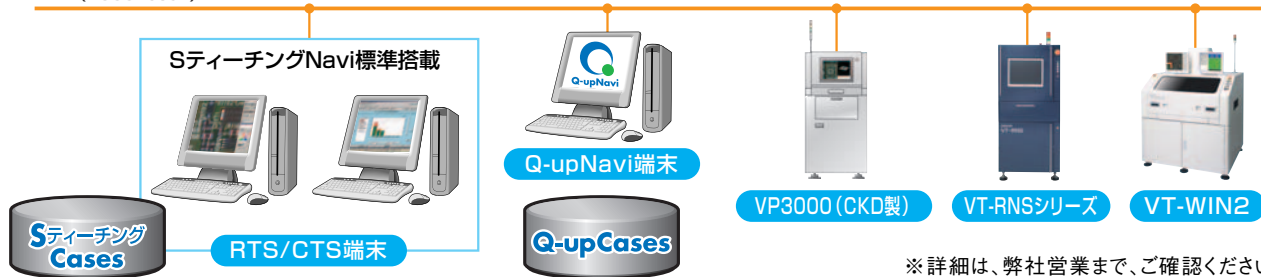 SティーチングNavi標準搭載
Q-upNavi
Q-upNavi端末
VP3000(CKD製)
VT-RNSシリーズ
VT-WIN2
Sティーチング
Cases
RTS/CTS端末
Q-upCases
※詳細は、弊社営業まで、ご確認くださ